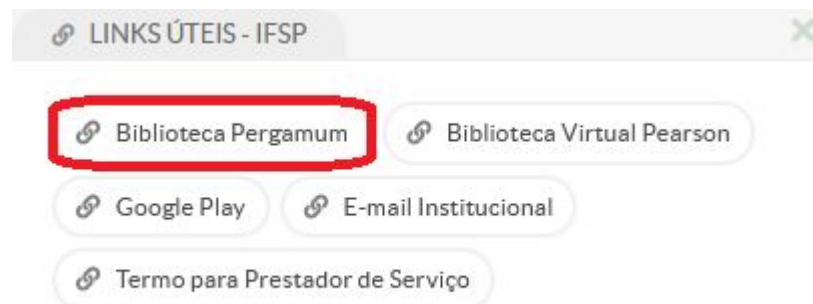 LINKS ÚTEIS - IFSP
Biblioteca Pergamum Biblioteca Virtual Pearson
Google Play E-mail Institucional
Termo para Prestador de Serviço